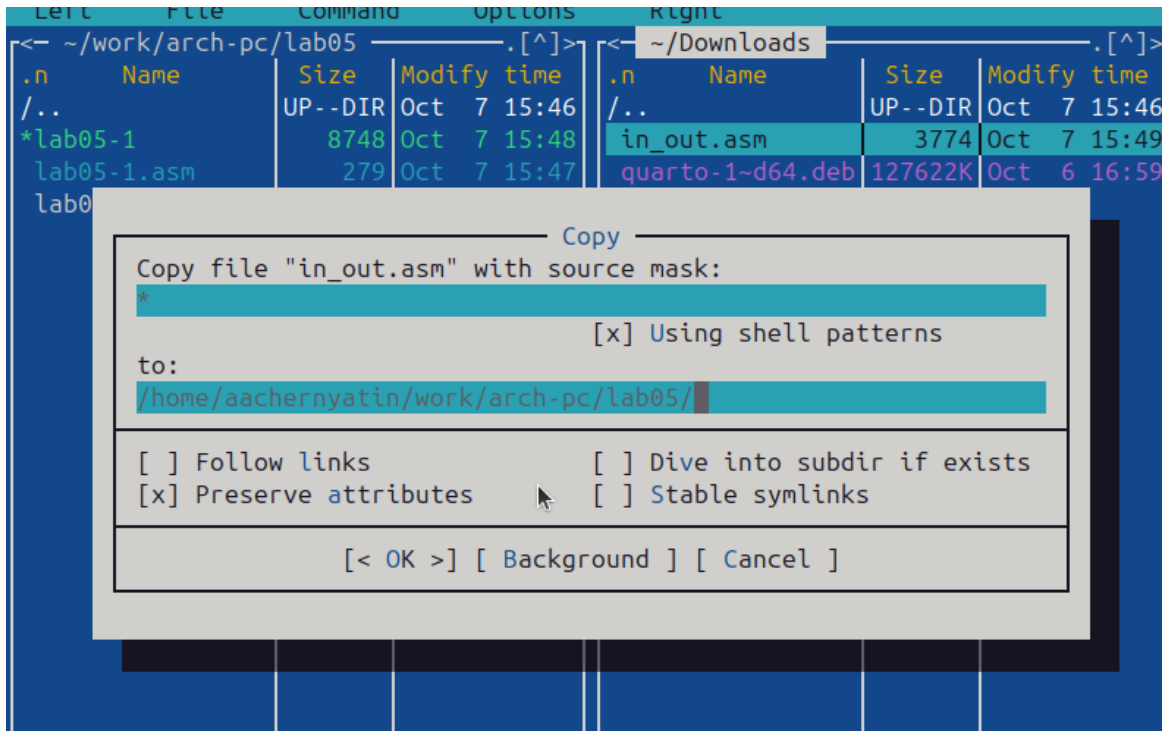 Left File Command Options Right
<─ ~/work/arch-pc/lab05 ─.[^]> <─ ~/Downloads ─.[^]>
.n Name Size Modify time .n Name Size Modify time
/.. UP--DIR Oct 7 15:46 /.. UP--DIR Oct 7 15:46
*lab05-1 8748 Oct 7 15:48 in_out.asm 3774 Oct 7 15:49
lab05-1.asm 279 Oct 7 15:47 quarto-1~d64.deb 127622K Oct 6 16:59
lab0
Copy
Copy file "in_out.asm" with source mask:
*
[x] Using shell patterns
to:
/home/aachernyatin/work/arch-pc/lab05/
[ ] Follow links [ ] Dive into subdir if exists
[x] Preserve attributes [ ] Stable symlinks
[< OK >] [ Background ] [ Cancel ]